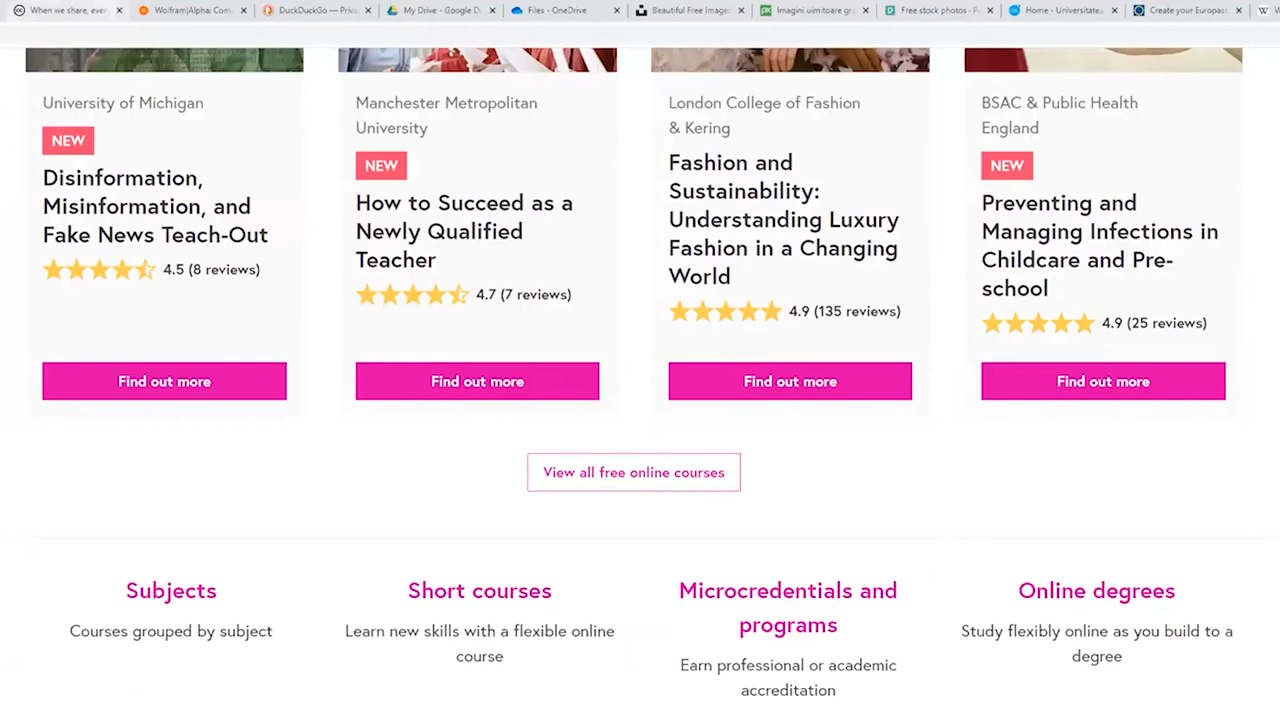 When we share, ever
Wolfram|Alpha: Com
DuckDuckGo — Priva
My Drive - Google D
Files - OneDrive
Beautiful Free Images
Imagini uimitoare gr
Free stock photos - P
Home - Universitatea
Create your Europass
W
University of Michigan
NEW
Disinformation,
Misinformation, and
Fake News Teach-Out
4.5 (8 reviews)
Find out more
Manchester Metropolitan
University
NEW
How to Succeed as a
Newly Qualified
Teacher
4.7 (7 reviews)
Find out more
London College of Fashion
& Kering
Fashion and
Sustainability:
Understanding Luxury
Fashion in a Changing
World
4.9 (135 reviews)
Find out more
BSAC & Public Health
England
NEW
Preventing and
Managing Infections in
Childcare and Pre-
school
4.9 (25 reviews)
Find out more
View all free online courses
Subjects
Courses grouped by subject
Short courses
Learn new skills with a flexible online
course
Microcredentials and
programs
Earn professional or academic
accreditation
Online degrees
Study flexibly online as you build to a
degree